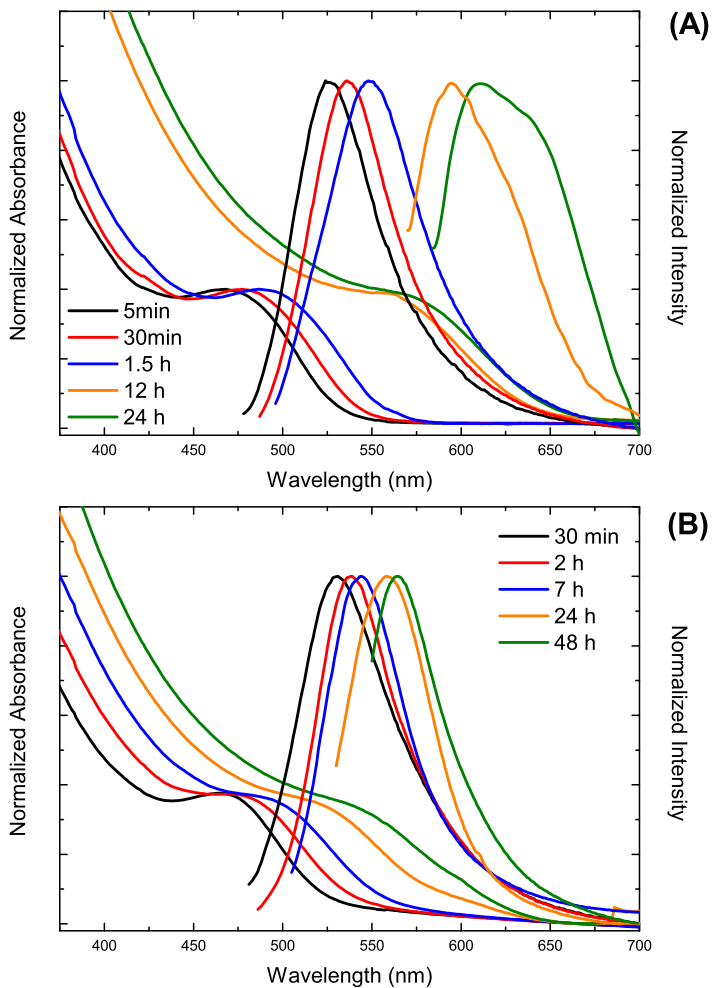 (A)
Normalized Absorbance
Normalized Intensity
5min
30min
1.5 h
12 h
24 h
400 450 500 550 600 650 700
Wavelength (nm)
(B)
30 min
2 h
7 h
24 h
48 h
Normalized Absorbance
Normalized Intensity
400 450 500 550 600 650 700
Wavelength (nm)